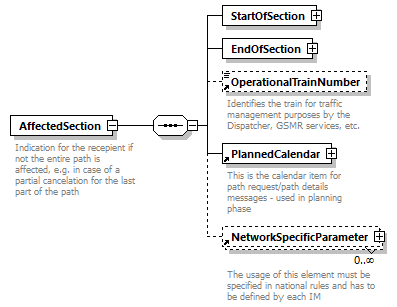 StartOfSection
EndOfSection
OperationalTrainNumber
Identifies the train for traffic
management purposes by the
Dispatcher, GSMR services, etc.
AffectedSection
Indication for the recepient if
not the entire path is
affected, e.g. in case of a
partial cancelation for the last
part of the path
PlannedCalendar
This is the calendar item for
path request/path details
messages - used in planning
phase
NetworkSpecificParameter
0..∞
The usage of this element must be
specified in national rules and has to
be defined by each IM